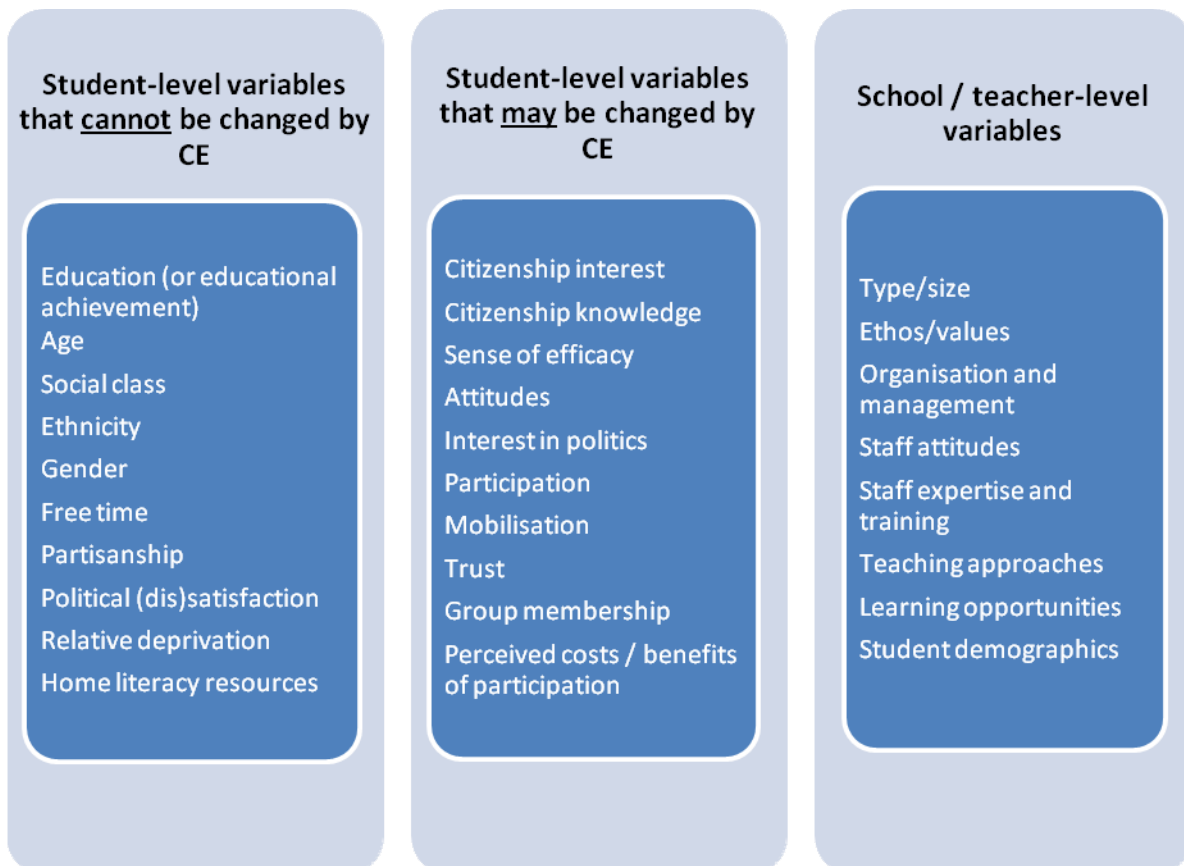 Student-level variables
that cannot be changed by
CE
Education (or educational
achievement)
Age
Social class
Ethnicity
Gender
Free time
Partisanship
Political (dis)satisfaction
Relative deprivation
Home literacy resources
Student-level variables
that may be changed by
CE
Citizenship interest
Citizenship knowledge
Sense of efficacy
Attitudes
Interest in politics
Participation
Mobilisation
Trust
Group membership
Perceived costs / benefits
of participation
School / teacher-level
variables
Type/size
Ethos/values
Organisation and
management
Staff attitudes
Staff expertise and
training
Teaching approaches
Learning opportunities
Student demographics